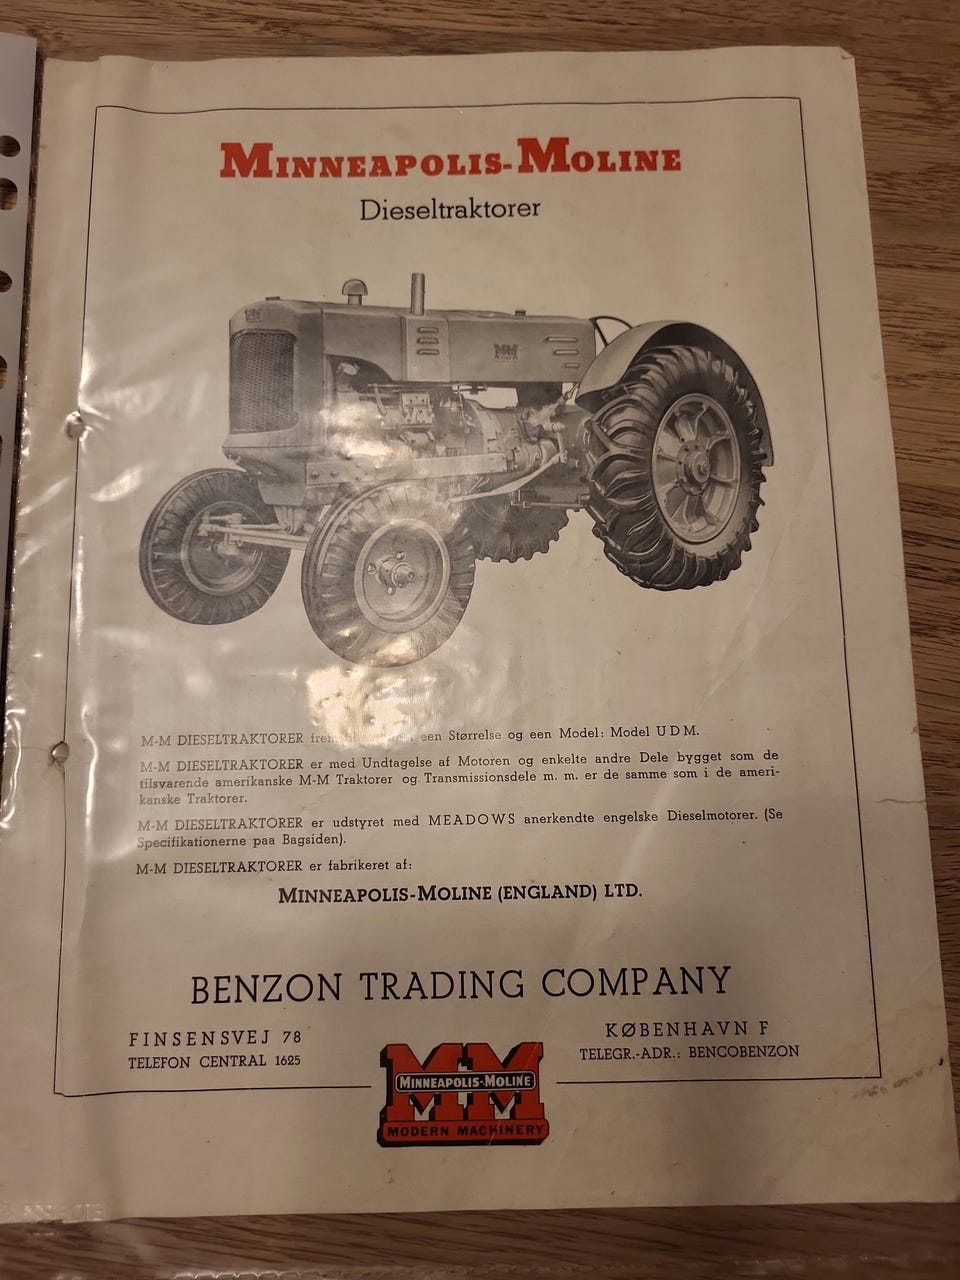 MINNEAPOLIS-MOLINE
Dieseltraktorer
MM
M-M DIESELTRAKTORER i een Størrelse og een Model: Model UDM.
M-M DIESELTRAKTORER er med Undtagelse af Motoren og enkelte andre Dele bygget som de
tilsvarende amerikanske M-M Traktorer og Transmissionsdele m. m. er de samme som i de ameri-
kanske Traktorer.
M-M DIESELTRAKTORER er udstyret med MEADOWS anerkendte engelske Dieselmotorer. (Se
Specifikationerne paa Bagsiden).
M-M DIESELTRAKTORER er fabrikeret af:
MINNEAPOLIS-MOLINE (ENGLAND) LTD.
BENZON TRADING COMPANY
FINSENSVEJ 78
TELEFON CENTRAL 1625
KØBENHAVN F
TELEGR.-ADR.: BENCOBENZON
MM
MINNEAPOLIS-MOLINE
MODERN MACHINERY